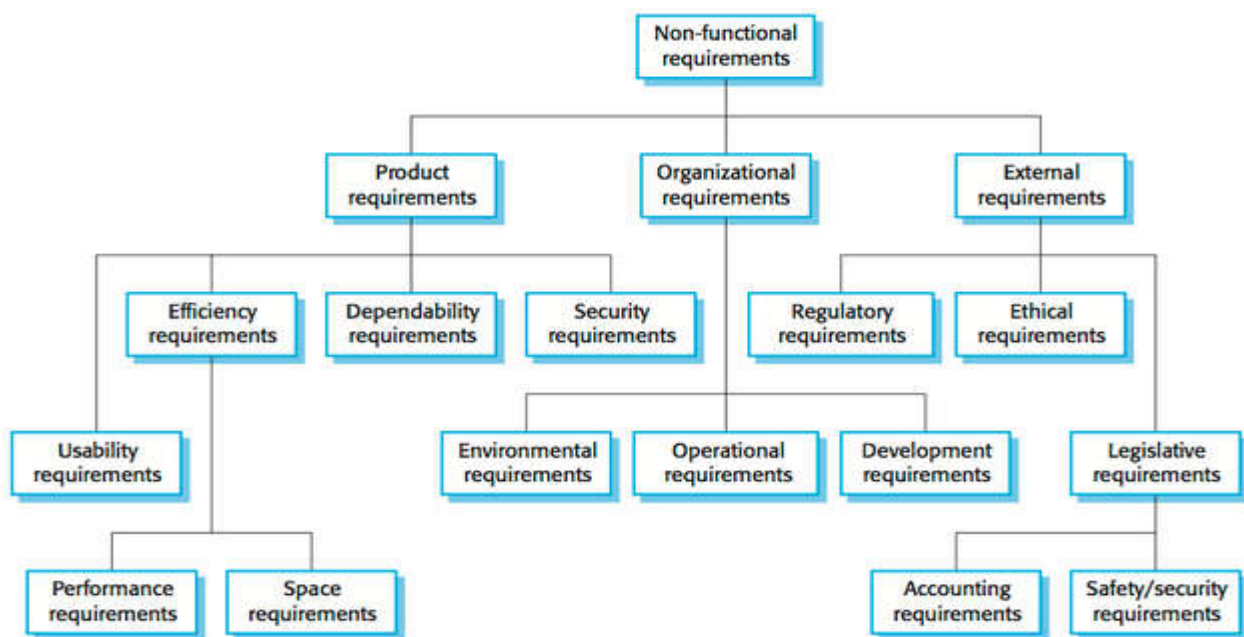 Non-functional
requirements
Product
requirements
Organizational
requirements
External
requirements
Efficiency
requirements
Dependability
requirements
Security
requirements
Regulatory
requirements
Ethical
requirements
Usability
requirements
Environmental
requirements
Operational
requirements
Development
requirements
Legislative
requirements
Performance
requirements
Space
requirements
Accounting
requirements
Safety/security
requirements